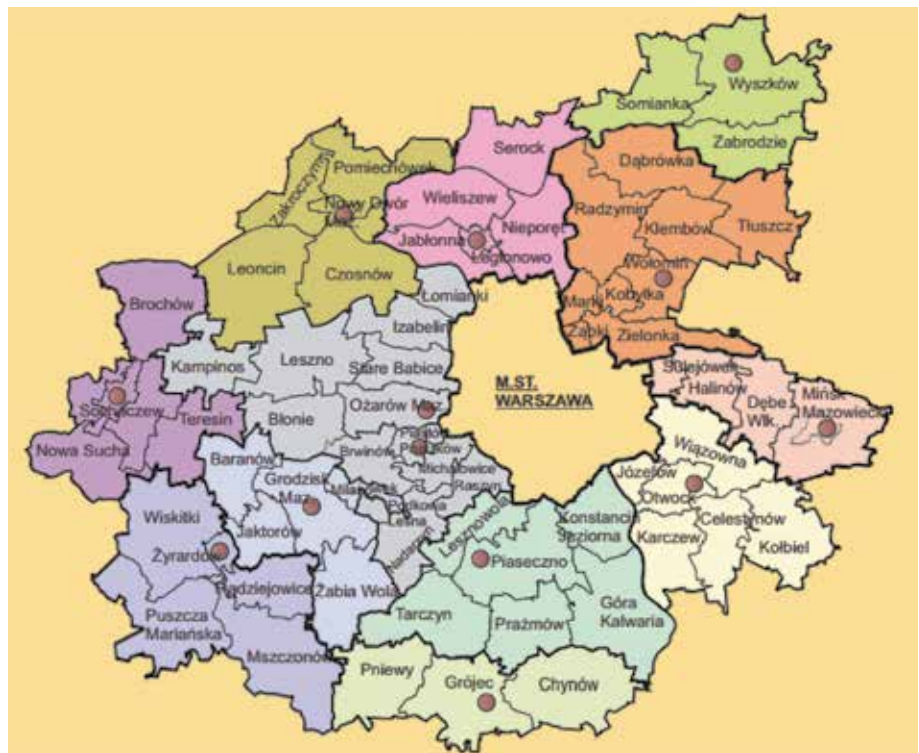 Wyszków
Somianka
Zabrodzie
Serock
Dąbrówka
Pomiechówek
Zakroczym
Wieliszew
Nowy Dwór
Maz.
Radzymin
Nieporęt
Klembów
Tłuszcz
Jabłonna
Legionowo
Leoncin
Czosnów
Wołomin
Łomianki
Marki
Kobyłka
Brochów
Izabelin
Ząbki
Zielonka
Kampinos
Leszno
Stare Babice
Sulejówek
Halinów
M.ST.
WARSZAWA
Dębe
Wlk.
Mińsk
Mazowiecki
Sochaczew
Teresin
Błonie
Ożarów Maz.
Nowa Sucha
Brwinów
Michałowice
Raszyn
Wiązowna
Baranów
Grodzisk
Maz.
Józefów
Otwock
Podkowa
Leśna
Wiskitki
Jaktorów
Nadarzyn
Lesznowola
Konstancin
Jeziorna
Karczew
Celestynów
Kołbiel
Żyrardów
Piaseczno
Radziejowice
Żabia Wola
Puszcza
Mariańska
Tarczyn
Prażmów
Góra
Kalwaria
Mszczonów
Pniewy
Grójec
Chynów